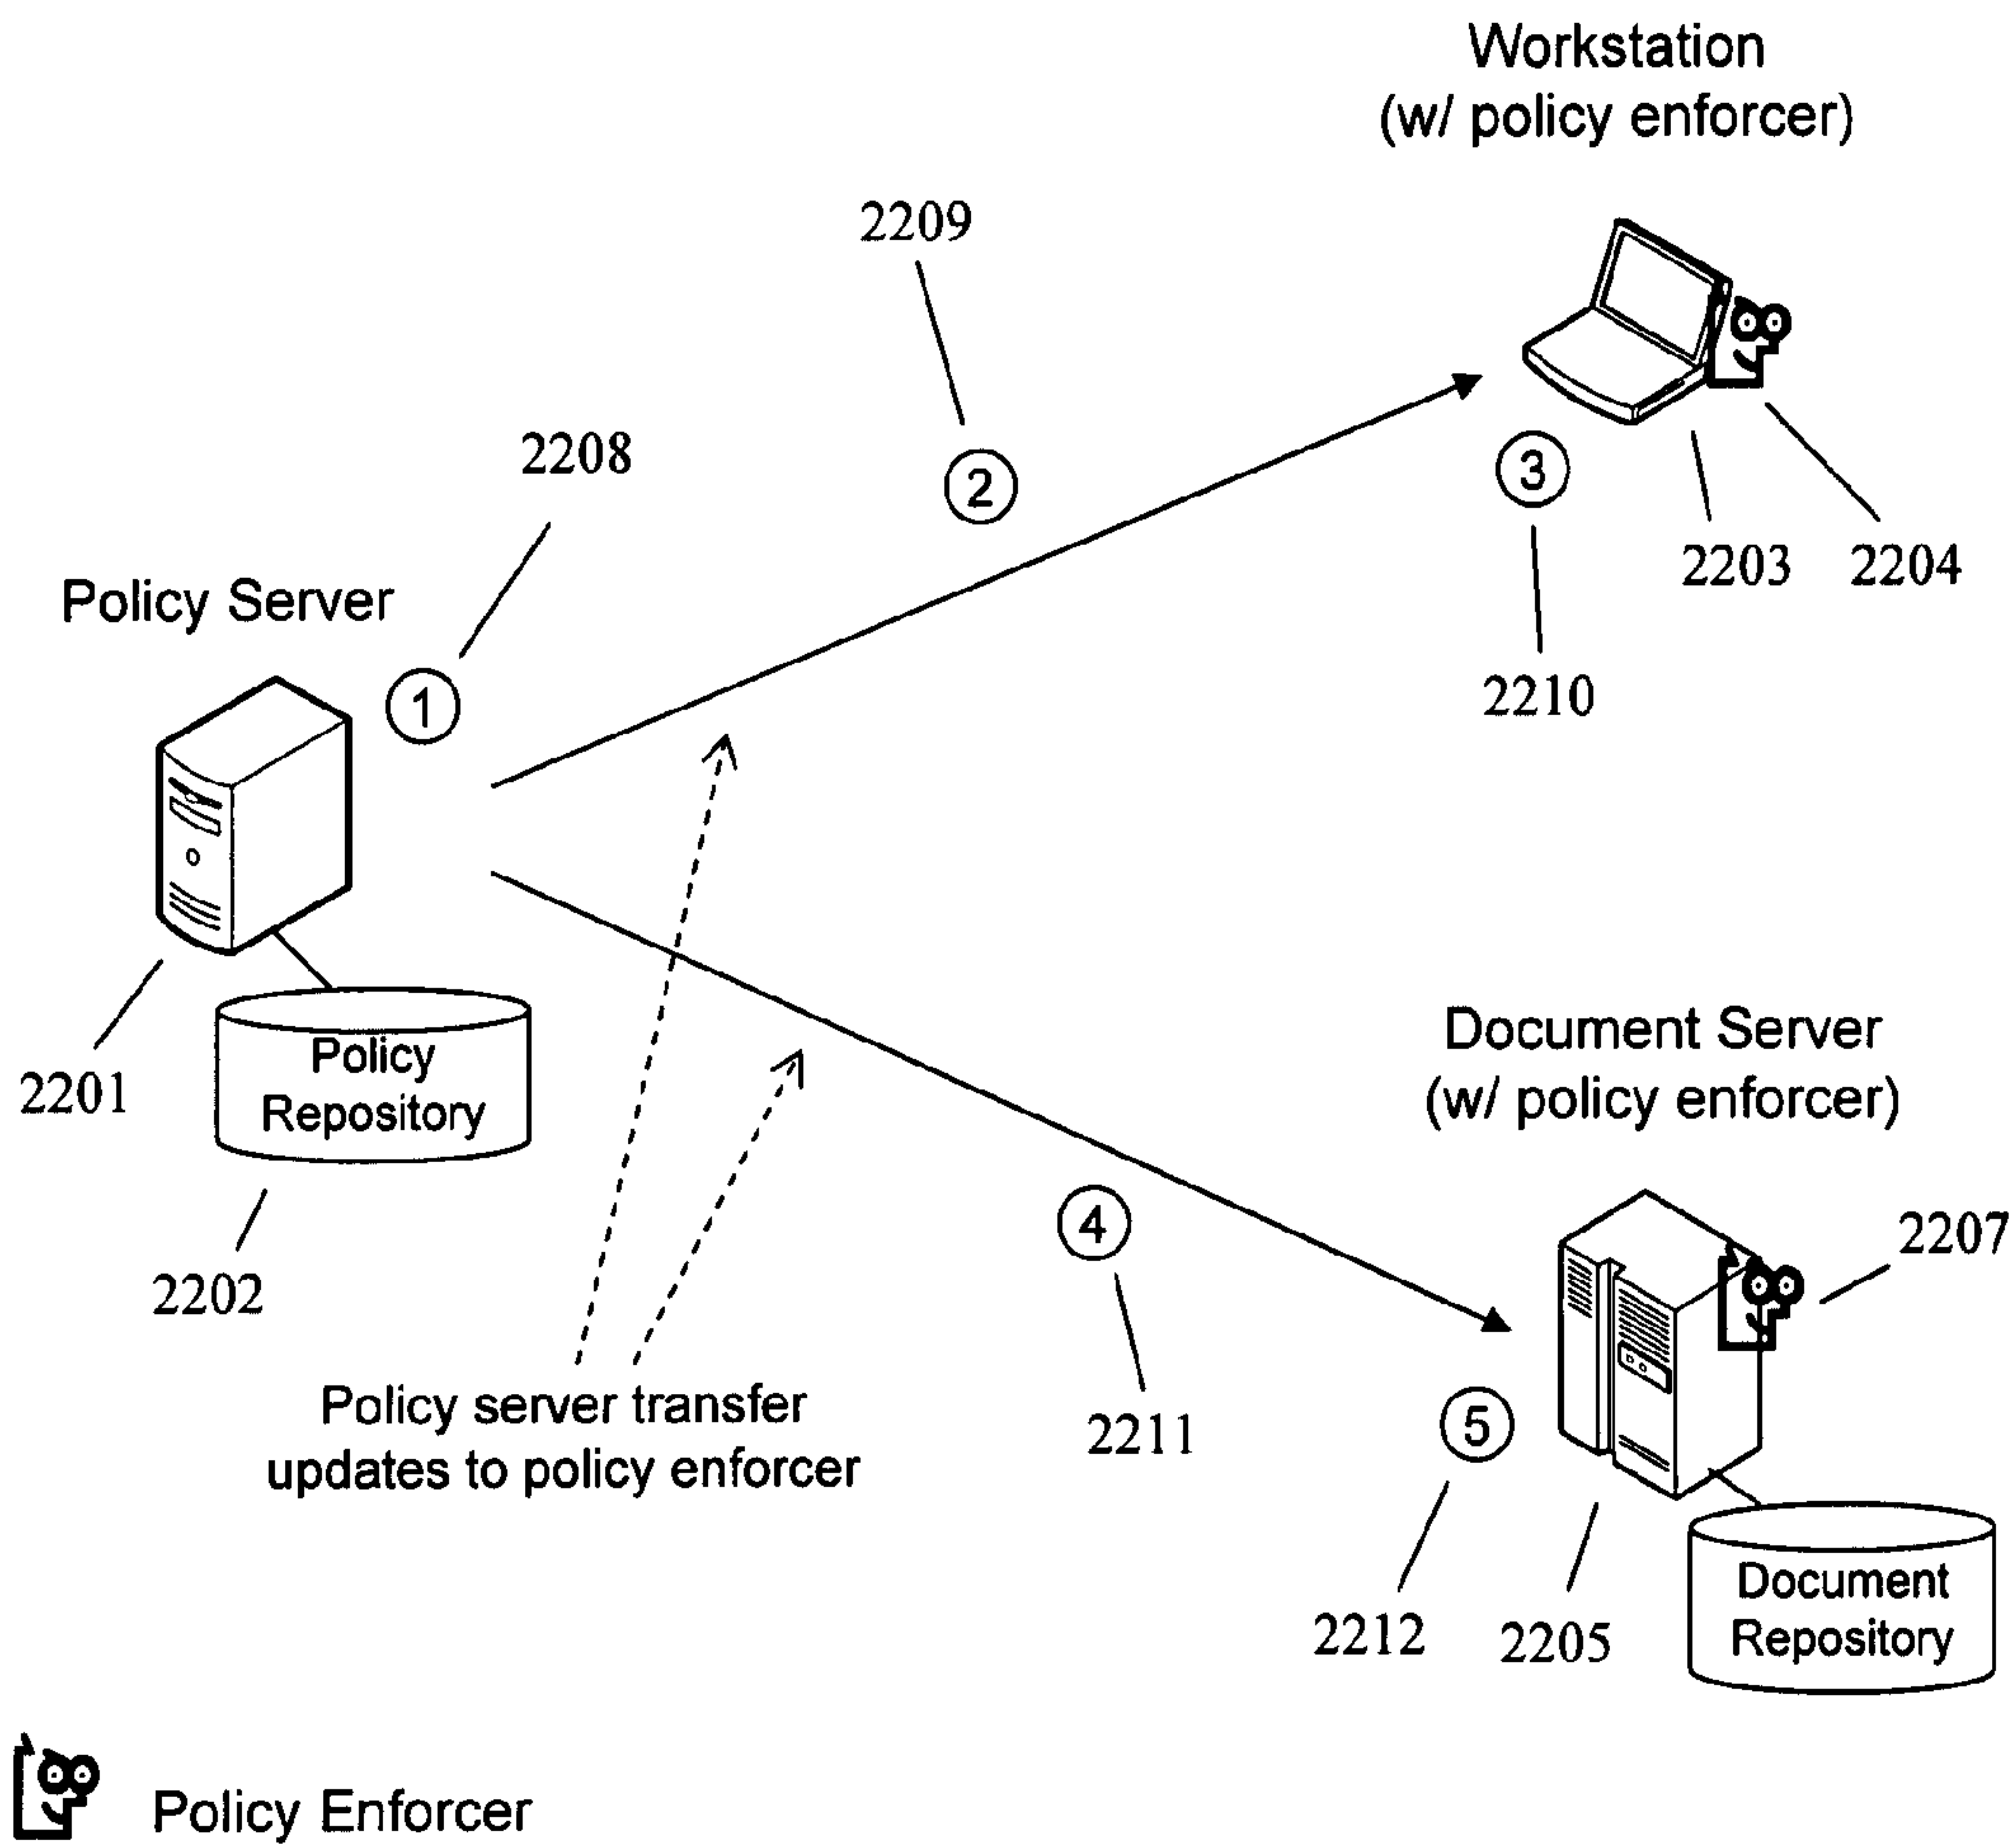 Workstation
(w/ policy enforcer)
2209
2208
2
3
2203
2204
Policy Server
1
2210
Policy
Repository
2201
2202
Document Server
(w/ policy enforcer)
4
2207
Policy server transfer
updates to policy enforcer
2211
5
2212
2205
Document
Repository
Policy Enforcer